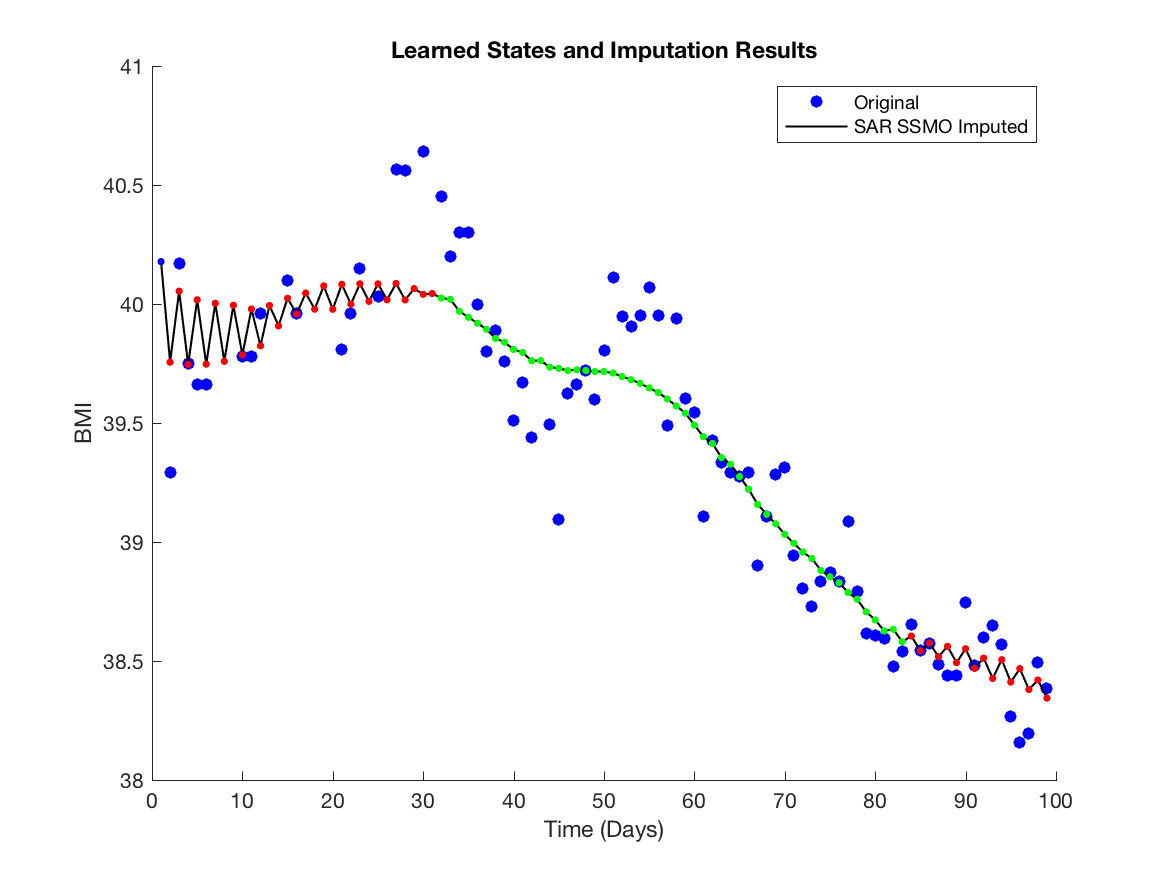 Learned States and Imputation Results
Original
SAR SSMO Imputed
41
40.5
40
39.5
39
38.5
38
BMI
0 10 20 30 40 50 60 70 80 90 100
Time (Days)